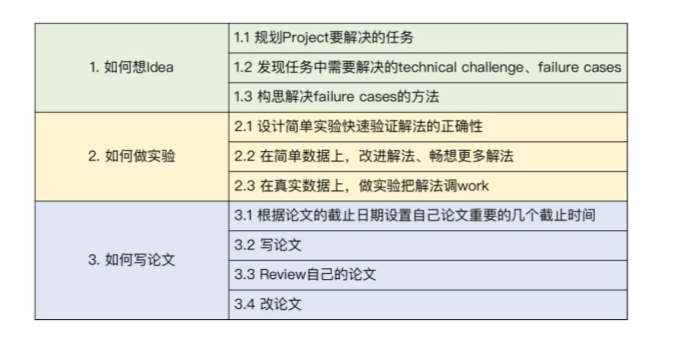 1. 如何想Idea
1.1 规划Project要解决的任务
1.2 发现任务中需要解决的technical challenge、failure cases
1.3 构思解决failure cases的方法
2. 如何做实验
2.1 设计简单实验快速验证解法的正确性
2.2 在简单数据上，改进解法、畅想更多解法
2.3 在真实数据上，做实验把解法调work
3. 如何写论文
3.1 根据论文的截止日期设置自己论文重要的几个截止时间
3.2 写论文
3.3 Review自己的论文
3.4 改论文